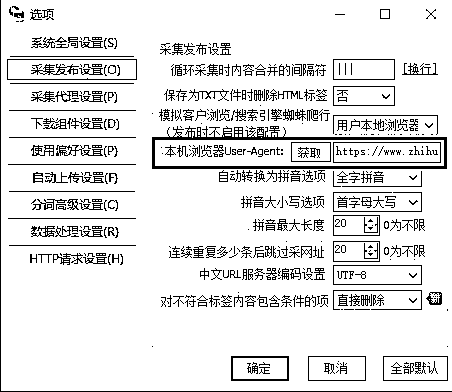 选项
系统全局设置(S)
采集发布设置(O)
采集代理设置(P)
下载组件设置(D)
使用偏好设置(P)
自动上传设置(F)
分词高级设置(C)
数据处理设置(R)
HTTP请求设置(H)
采集发布设置
循环采集时内容合并的间隔符 ||| [换行]
保存为TXT文件时删除HTML标签 否
模拟客户浏览/搜索引擎蜘蛛爬行
(发布时不启用该配置) 用户本地浏览器
本机浏览器User-Agent: 获取 https://www.zhihu
自动转换为拼音选项 全字拼音
拼音大小写选项 首字母大写
拼音最大长度 20 0为不限
连续重复多少条后跳过采网址 20 0为不限
中文URL服务器编码设置 UTF-8
对不符合标签内容包含条件的项 直接删除
确定 取消 全部默认